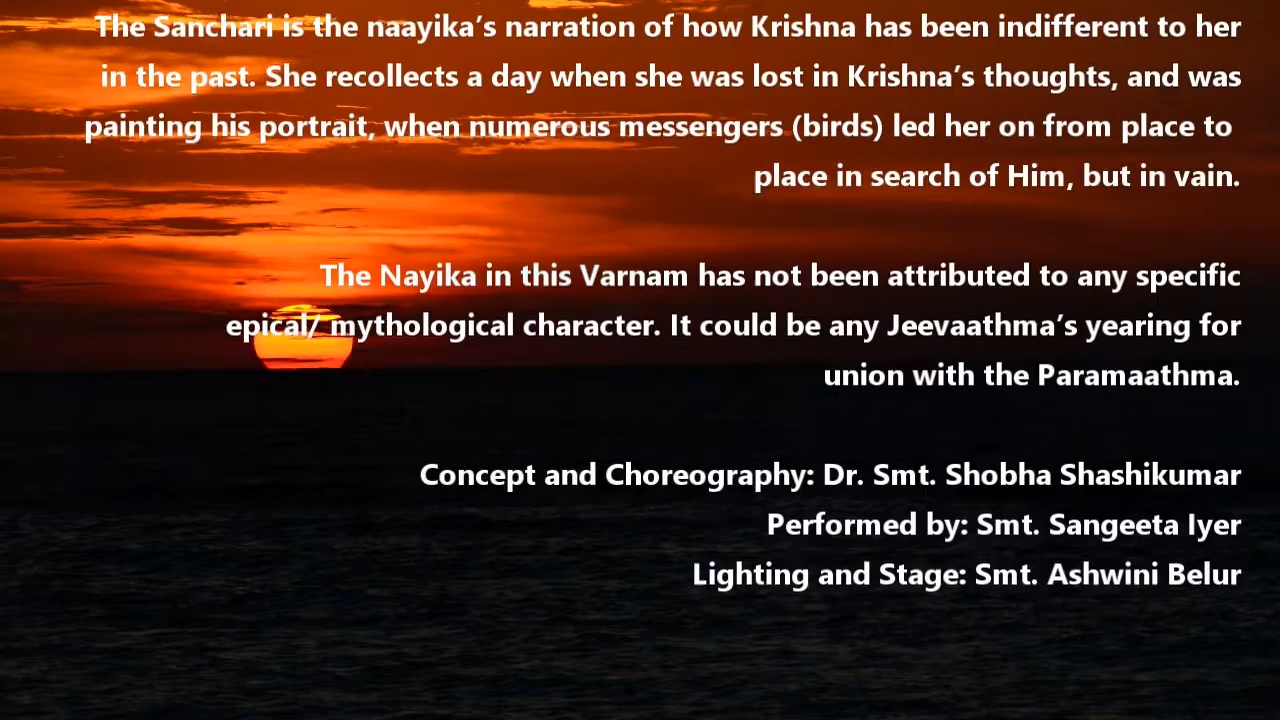 The Sanchari is the naayika’s narration of how Krishna has been indifferent to her
in the past. She recollects a day when she was lost in Krishna’s thoughts, and was
painting his portrait, when numerous messengers (birds) led her on from place to
place in search of Him, but in vain.
The Nayika in this Varnam has not been attributed to any specific
epical/ mythological character. It could be any Jeevaathma’s yearing for
union with the Paramaathma.
Concept and Choreography: Dr. Smt. Shobha Shashikumar
Performed by: Smt. Sangeeta Iyer
Lighting and Stage: Smt. Ashwini Belur